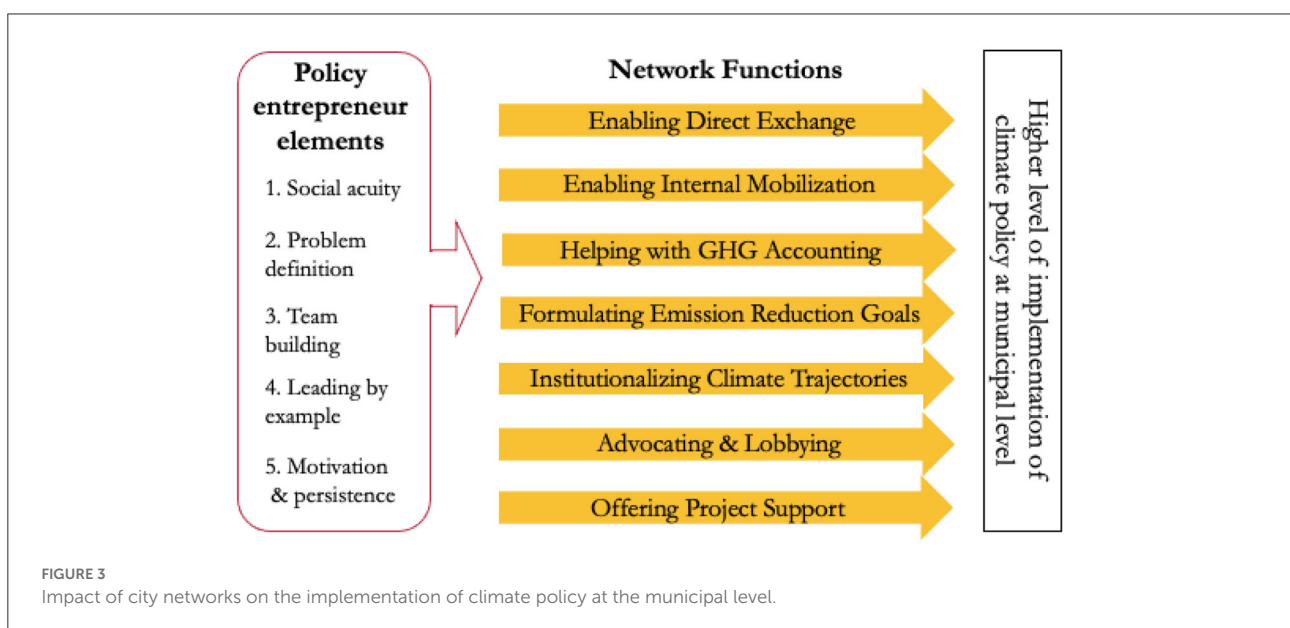 Policy
entrepreneur
elements
1. Social acuity
2. Problem
definition
3. Team
building
4. Leading by
example
5. Motivation
& persistence
Network Functions
Enabling Direct Exchange
Enabling Internal Mobilization
Helping with GHG Accounting
Formulating Emission Reduction Goals
Institutionalizing Climate Trajectories
Advocating & Lobbying
Offering Project Support
Higher level of implementation of
climate policy at municipal level
FIGURE 3
Impact of city networks on the implementation of climate policy at the municipal level.